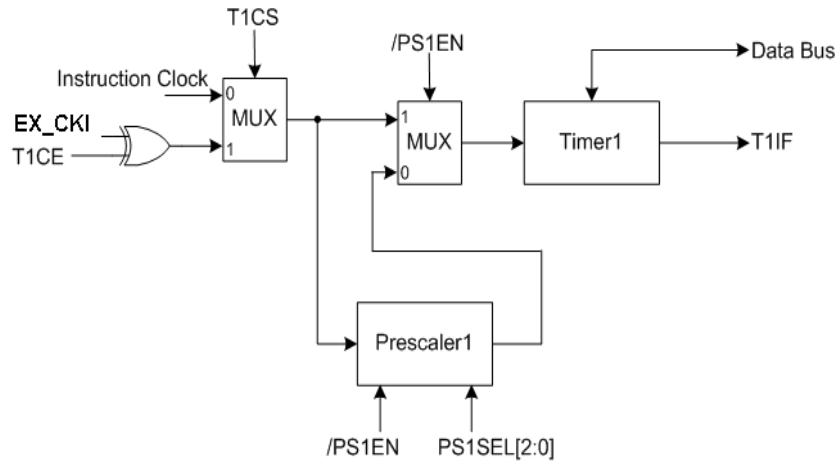 T1CS
/PS1EN
Data Bus
Instruction Clock
0
MUX
1
EX_CKI
T1CE
1
MUX
0
Timer1
T1IF
Prescaler1
/PS1EN
PS1SEL[2:0]